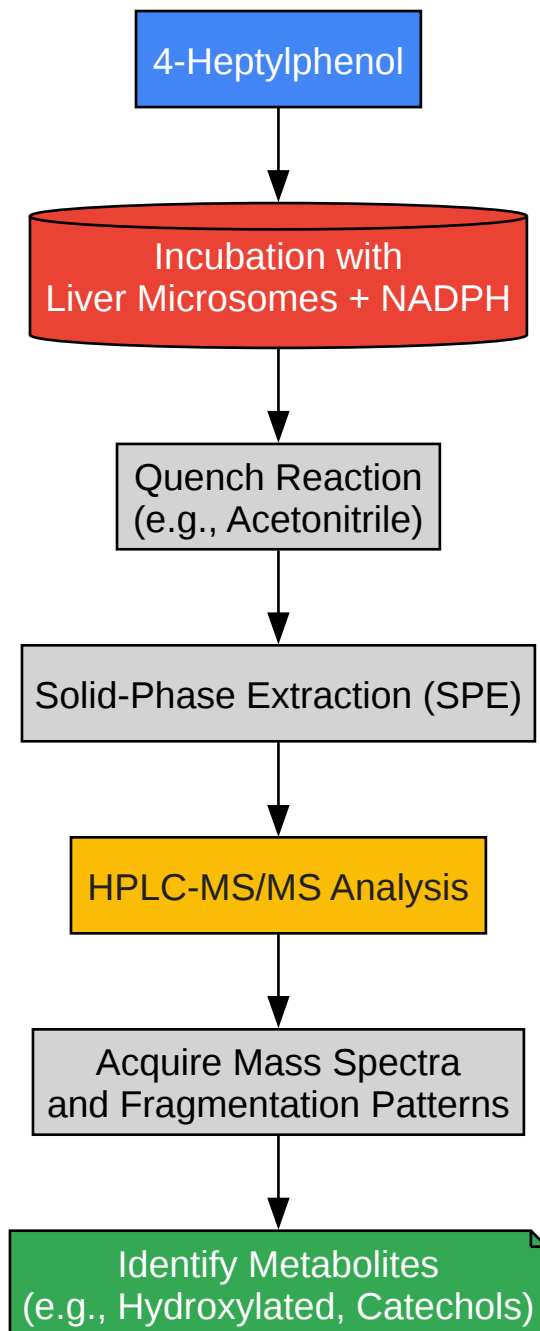 4-Heptylphenol
Incubation with
Liver Microsomes + NADPH
Quench Reaction
(e.g., Acetonitrile)
Solid-Phase Extraction (SPE)
HPLC-MS/MS Analysis
Acquire Mass Spectra
and Fragmentation Patterns
Identify Metabolites
(e.g., Hydroxylated, Catechols)